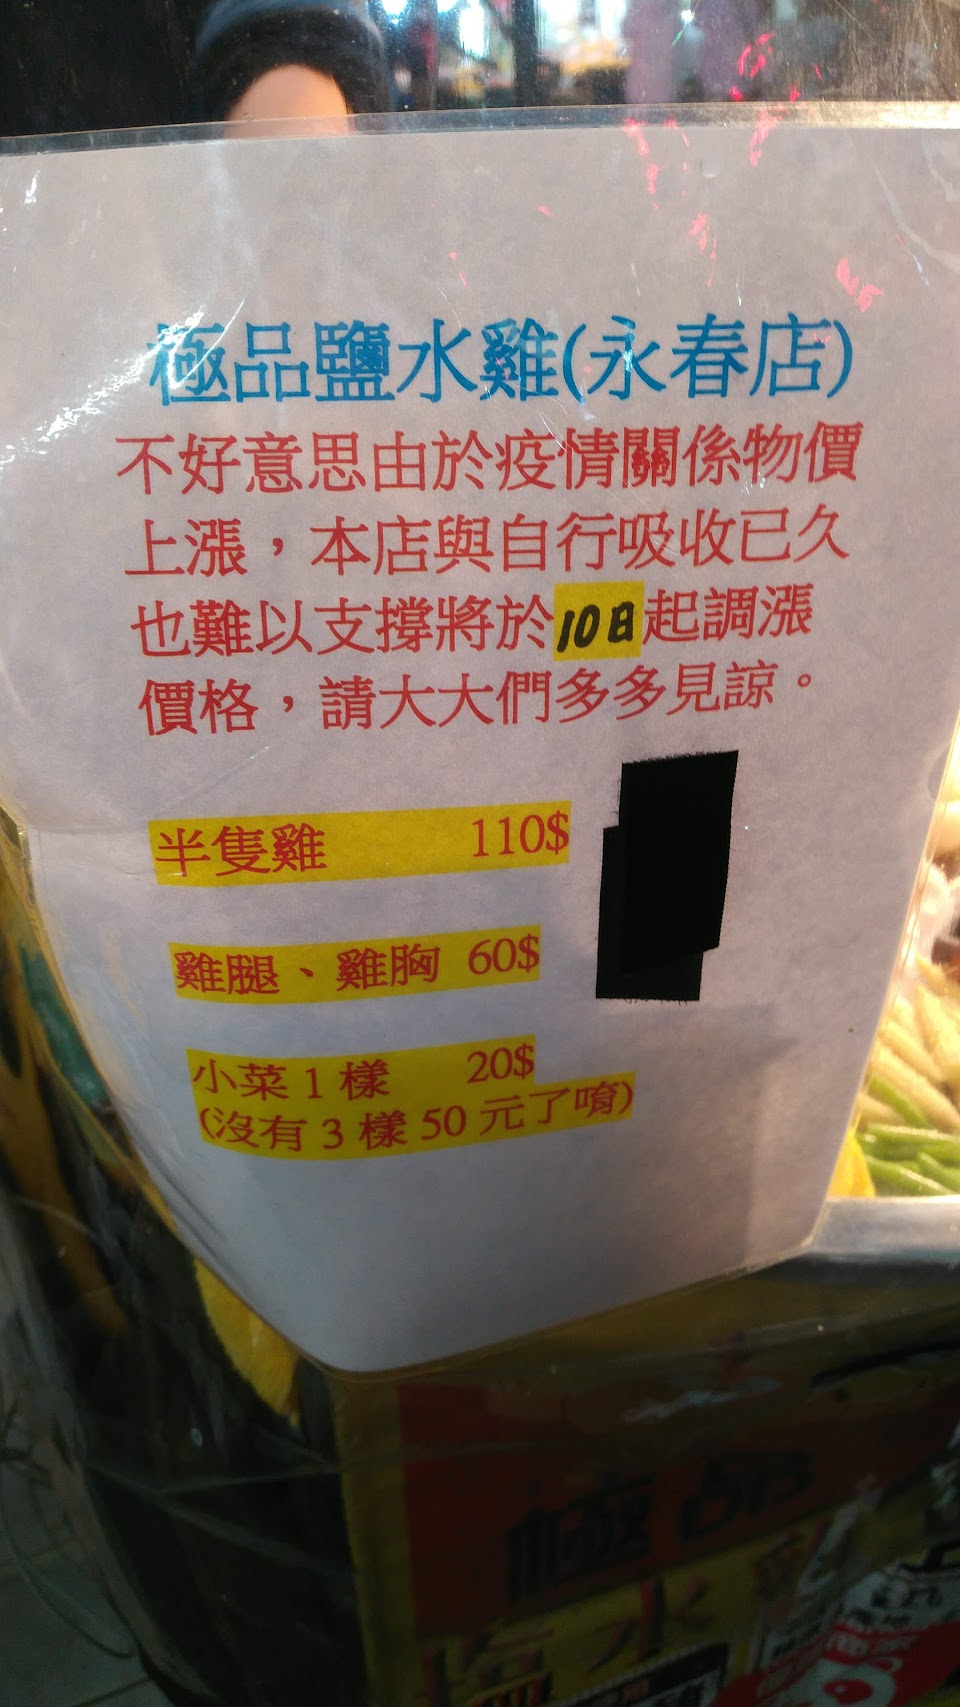 極品鹽水雞(永春店)
不好意思由於疫情關係物價
上漲，本店與自行吸收已久
也難以支撐將於10日起調漲
價格，請大大們多多見諒。
半隻雞 110$
雞腿、雞胸 60$
小菜1樣 20$
(沒有3樣50元了唷)
極品
鹽水